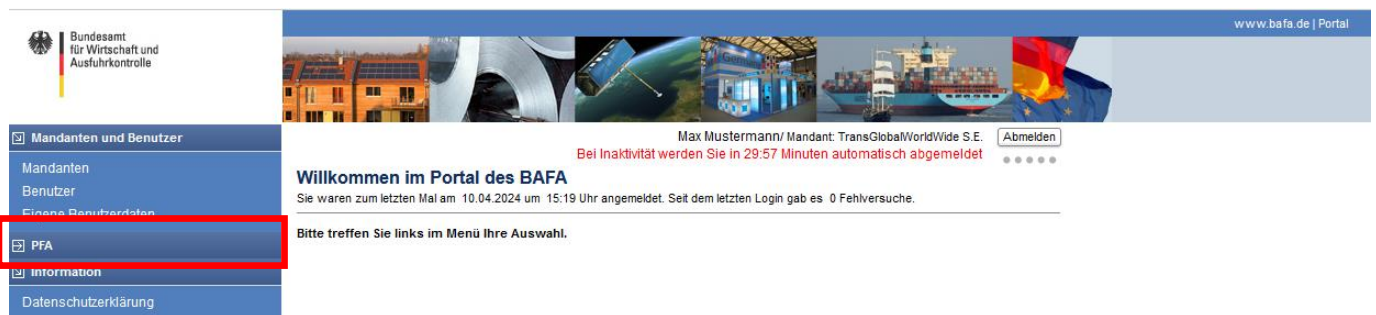 www.bafa.de | Portal
Bundesamt
für Wirtschaft und
Ausfuhrkontrolle
Mandanten und Benutzer
Mandanten
Benutzer
Eigene Benutzerdaten
PFA
Information
Datenschutzerklärung
Max Mustermann/ Mandant: TransGlobalWorldWide S.E.
Abmelden
Bei Inaktivität werden Sie in 29:57 Minuten automatisch abgemeldet
Willkommen im Portal des BAFA
Sie waren zum letzten Mal am 10.04.2024 um 15:19 Uhr angemeldet. Seit dem letzten Login gab es 0 Fehlversuche.
Bitte treffen Sie links im Menü Ihre Auswahl.